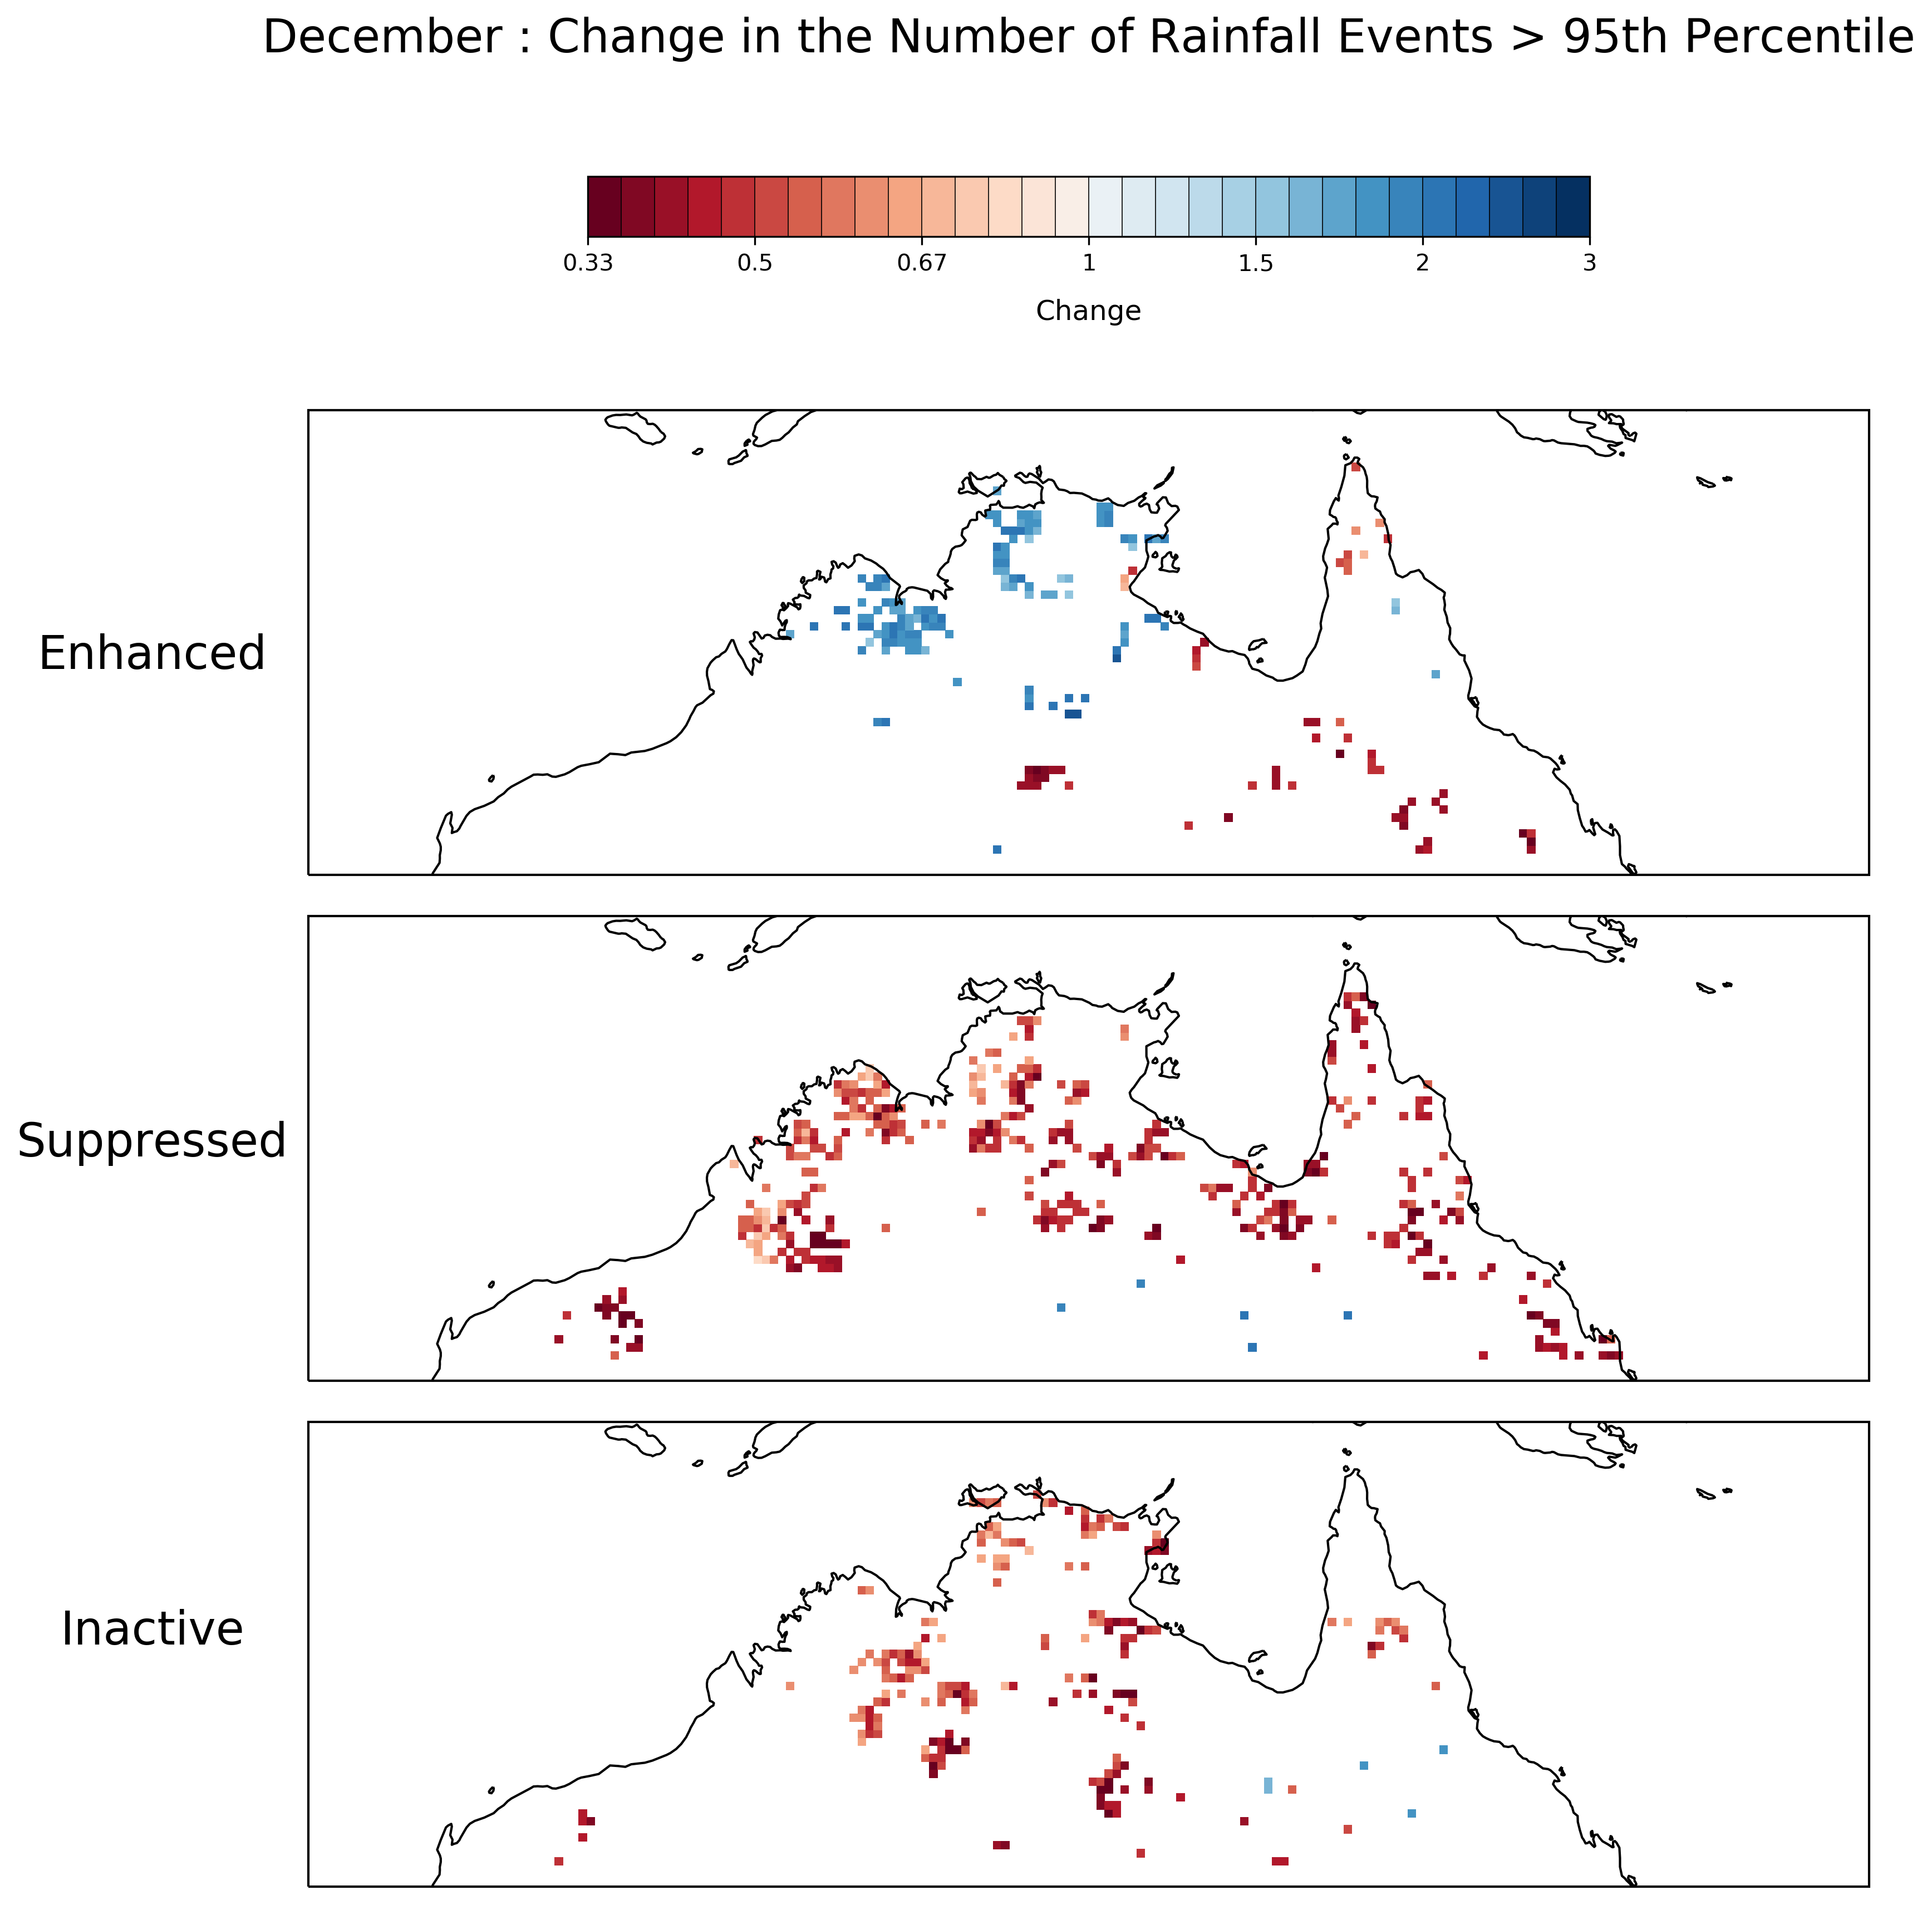 December : Change in the Number of Rainfall Events > 95th Percentile
0.33 0.5 0.67 1 1.5 2 3
Change
Enhanced
Suppressed
Inactive